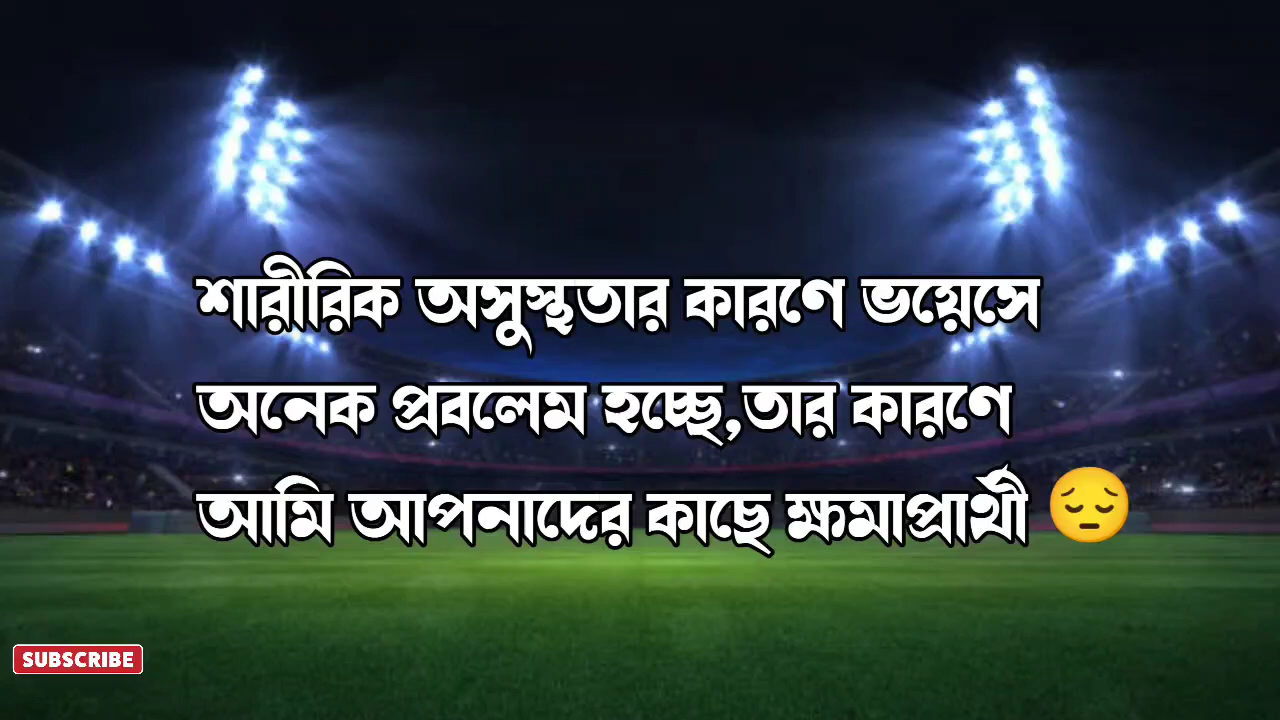 শারীরিক অসুস্থতার কারণে ভয়েসে
অনেক প্রবলেম হচ্ছে,তার কারণে
আমি আপনাদের কাছে ক্ষমাপ্রার্থী 😔
SUBSCRIBE